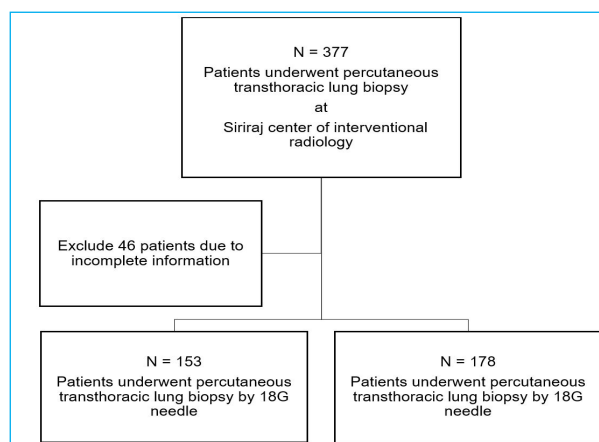 N = 377
Patients underwent percutaneous
transthoracic lung biopsy
at
Siriraj center of interventional
radiology
Exclude 46 patients due to
incomplete information
N = 153
Patients underwent percutaneous
transthoracic lung biopsy by 18G
needle
N = 178
Patients underwent percutaneous
transthoracic lung biopsy by 18G
needle